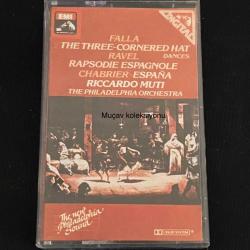 EMI
DIGITAL
FALLA
THE THREE-CORNERED HAT
DANCES
RAVEL
RAPSODIE ESPAGNOLE
CHABRIER·ESPAÑA
RICCARDO MUTI
THE PHILADELPHIA ORCHESTRA
Muçav koleksiyonu
The new
Philadelphia
Sound